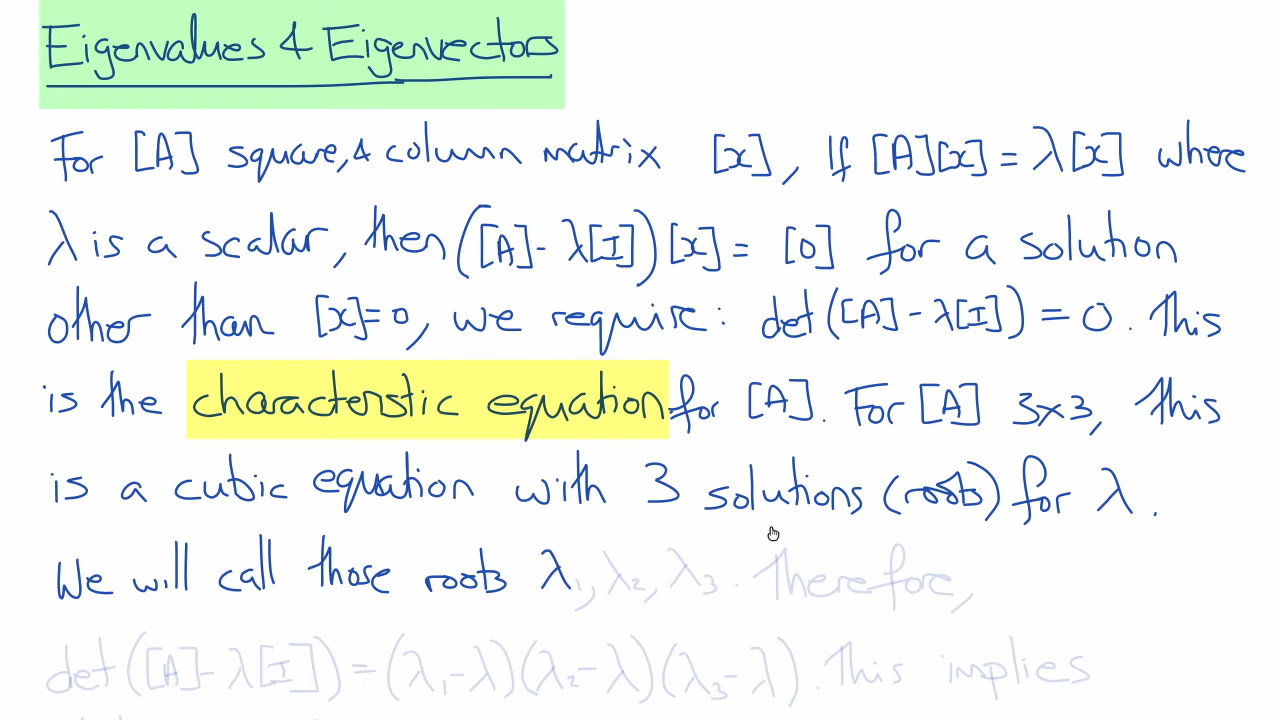 Eigenvalues & Eigenvectors
For [A] square, & column matrix [x], If [A][x] = λ[x] where
λ is a scalar, then ([A] - λ[I])[x] = [0] for a solution
other than [x]=0, we require: det([A] - λ[I]) = 0. This
is the characterstic equation for [A]. For [A] 3x3, this
is a cubic equation with 3 solutions (roots) for λ.
We will call those roots λ1, λ2, λ3. Therefore,
det([A] - λ[I]) = (λ1-λ)(λ2-λ)(λ3-λ). This implies